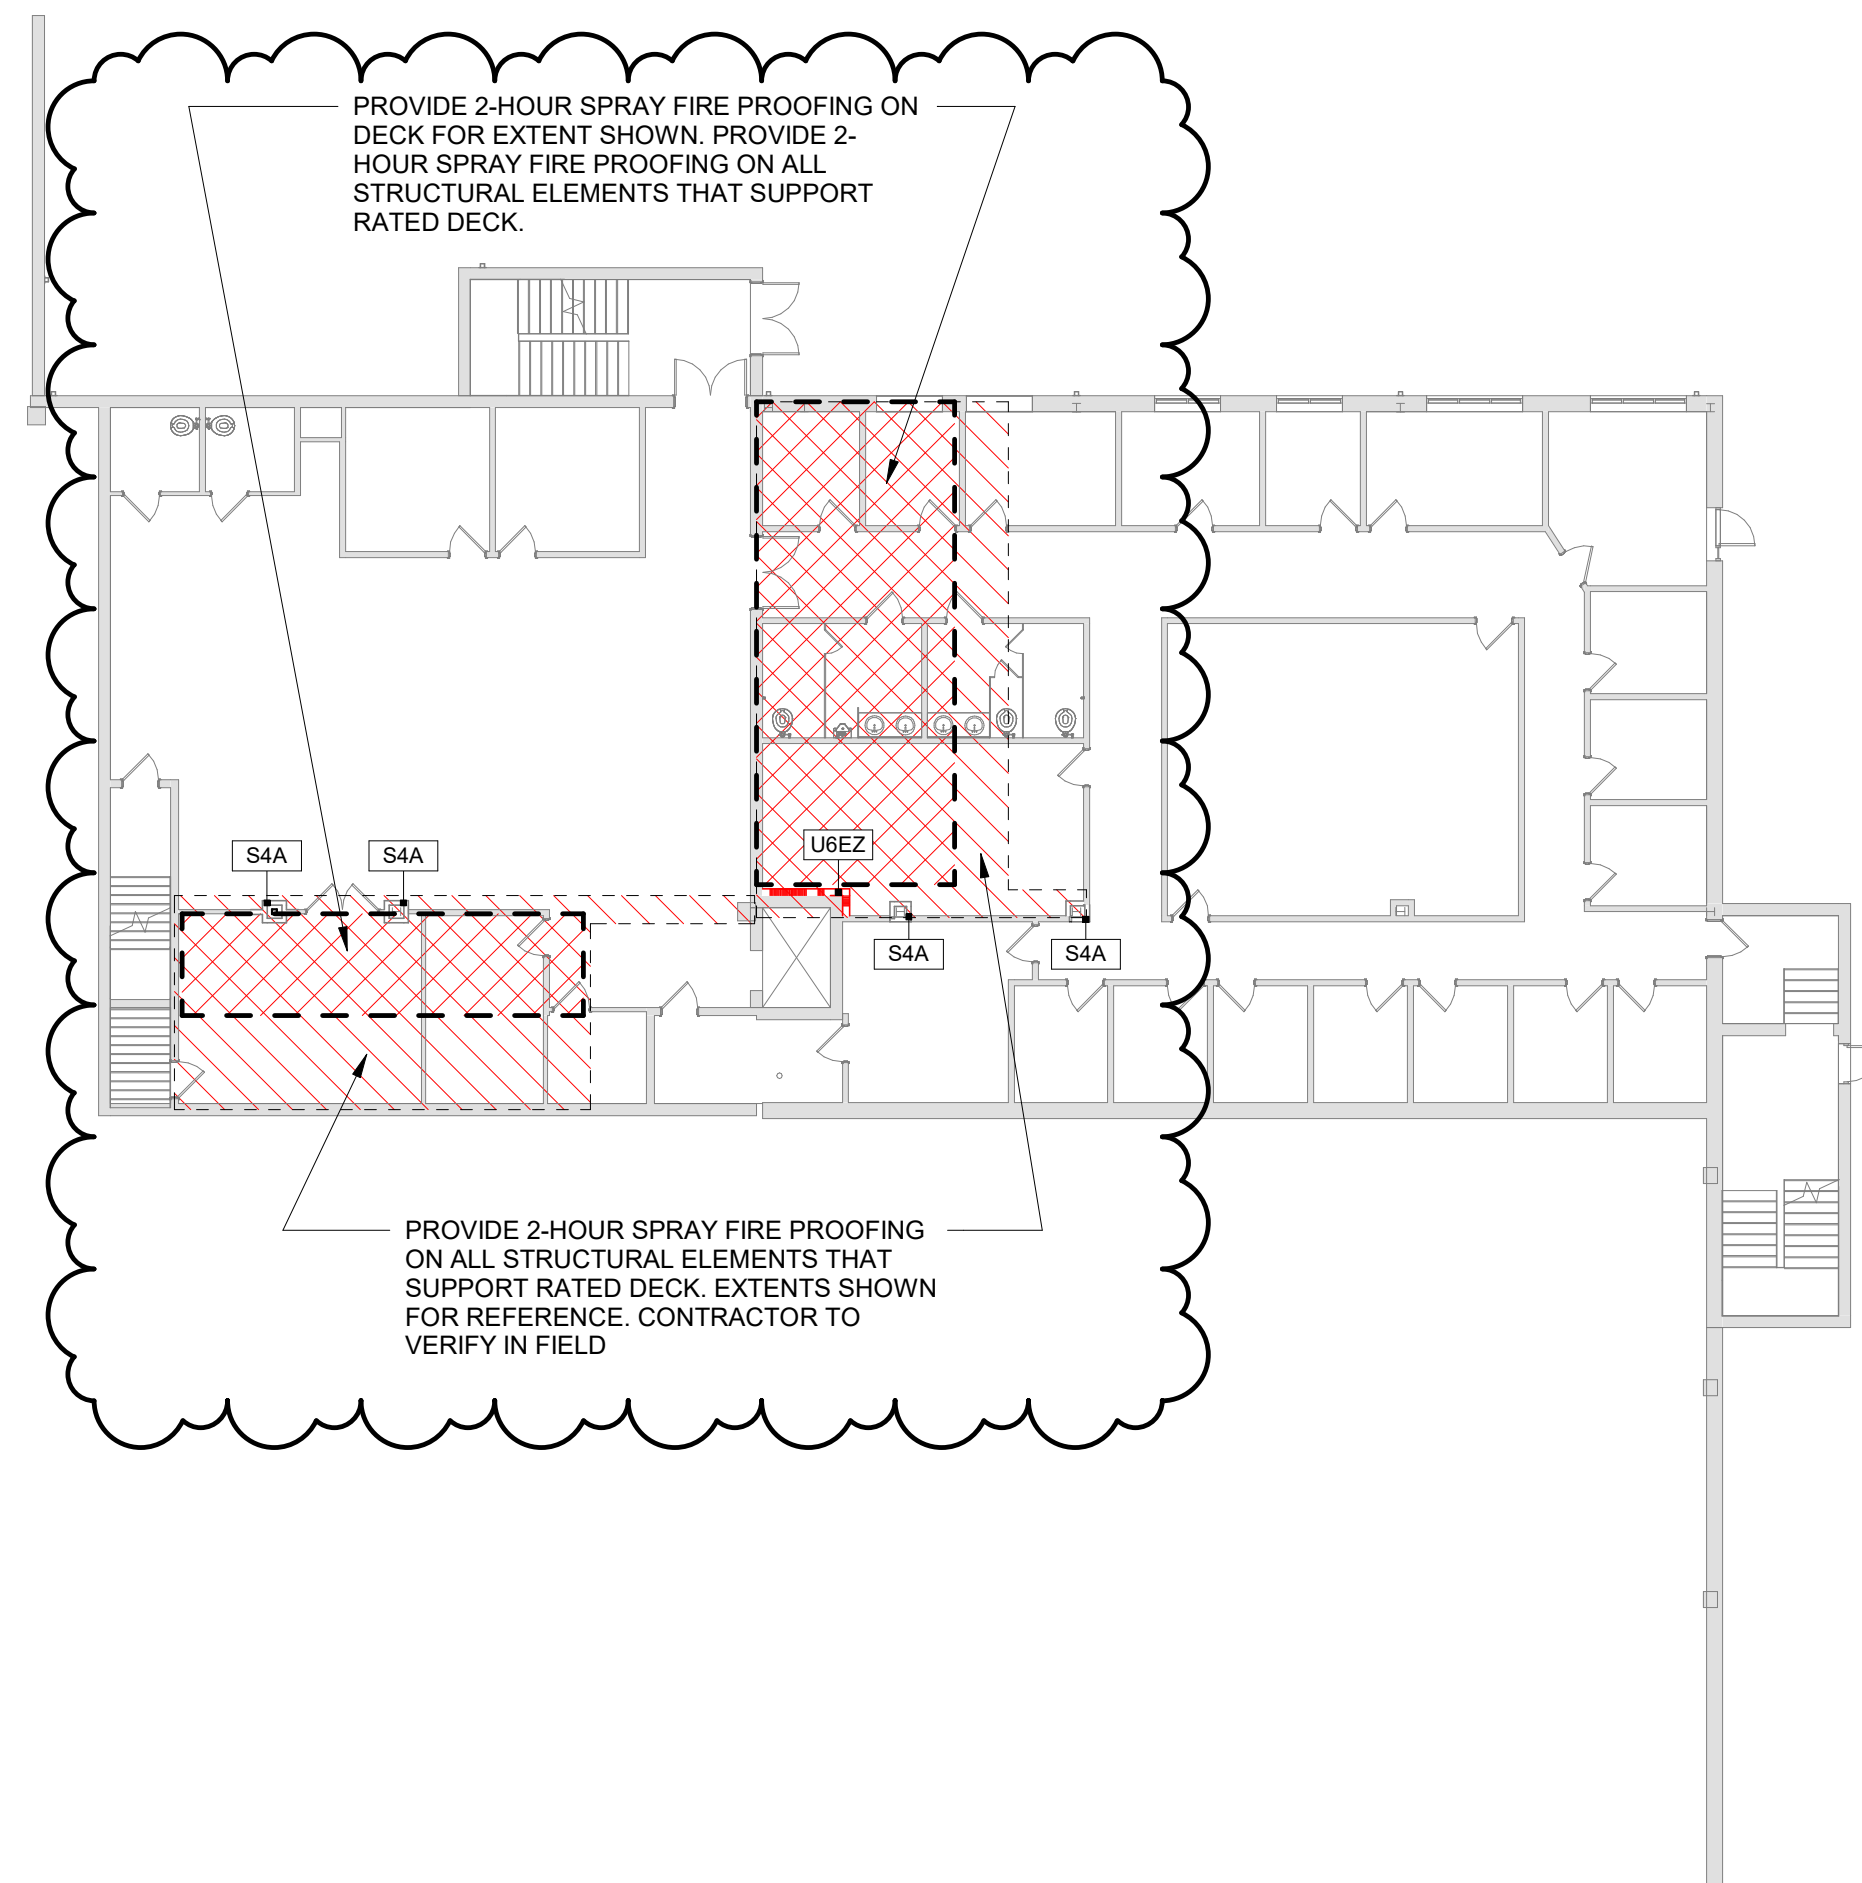 PROVIDE 2-HOUR SPRAY FIRE PROOFING ON
DECK FOR EXTENT SHOWN. PROVIDE 2-
HOUR SPRAY FIRE PROOFING ON ALL
STRUCTURAL ELEMENTS THAT SUPPORT
RATED DECK.
U6EZ
S4A
S4A
S4A
S4A
PROVIDE 2-HOUR SPRAY FIRE PROOFING
ON ALL STRUCTURAL ELEMENTS THAT
SUPPORT RATED DECK. EXTENTS SHOWN
FOR REFERENCE. CONTRACTOR TO
VERIFY IN FIELD